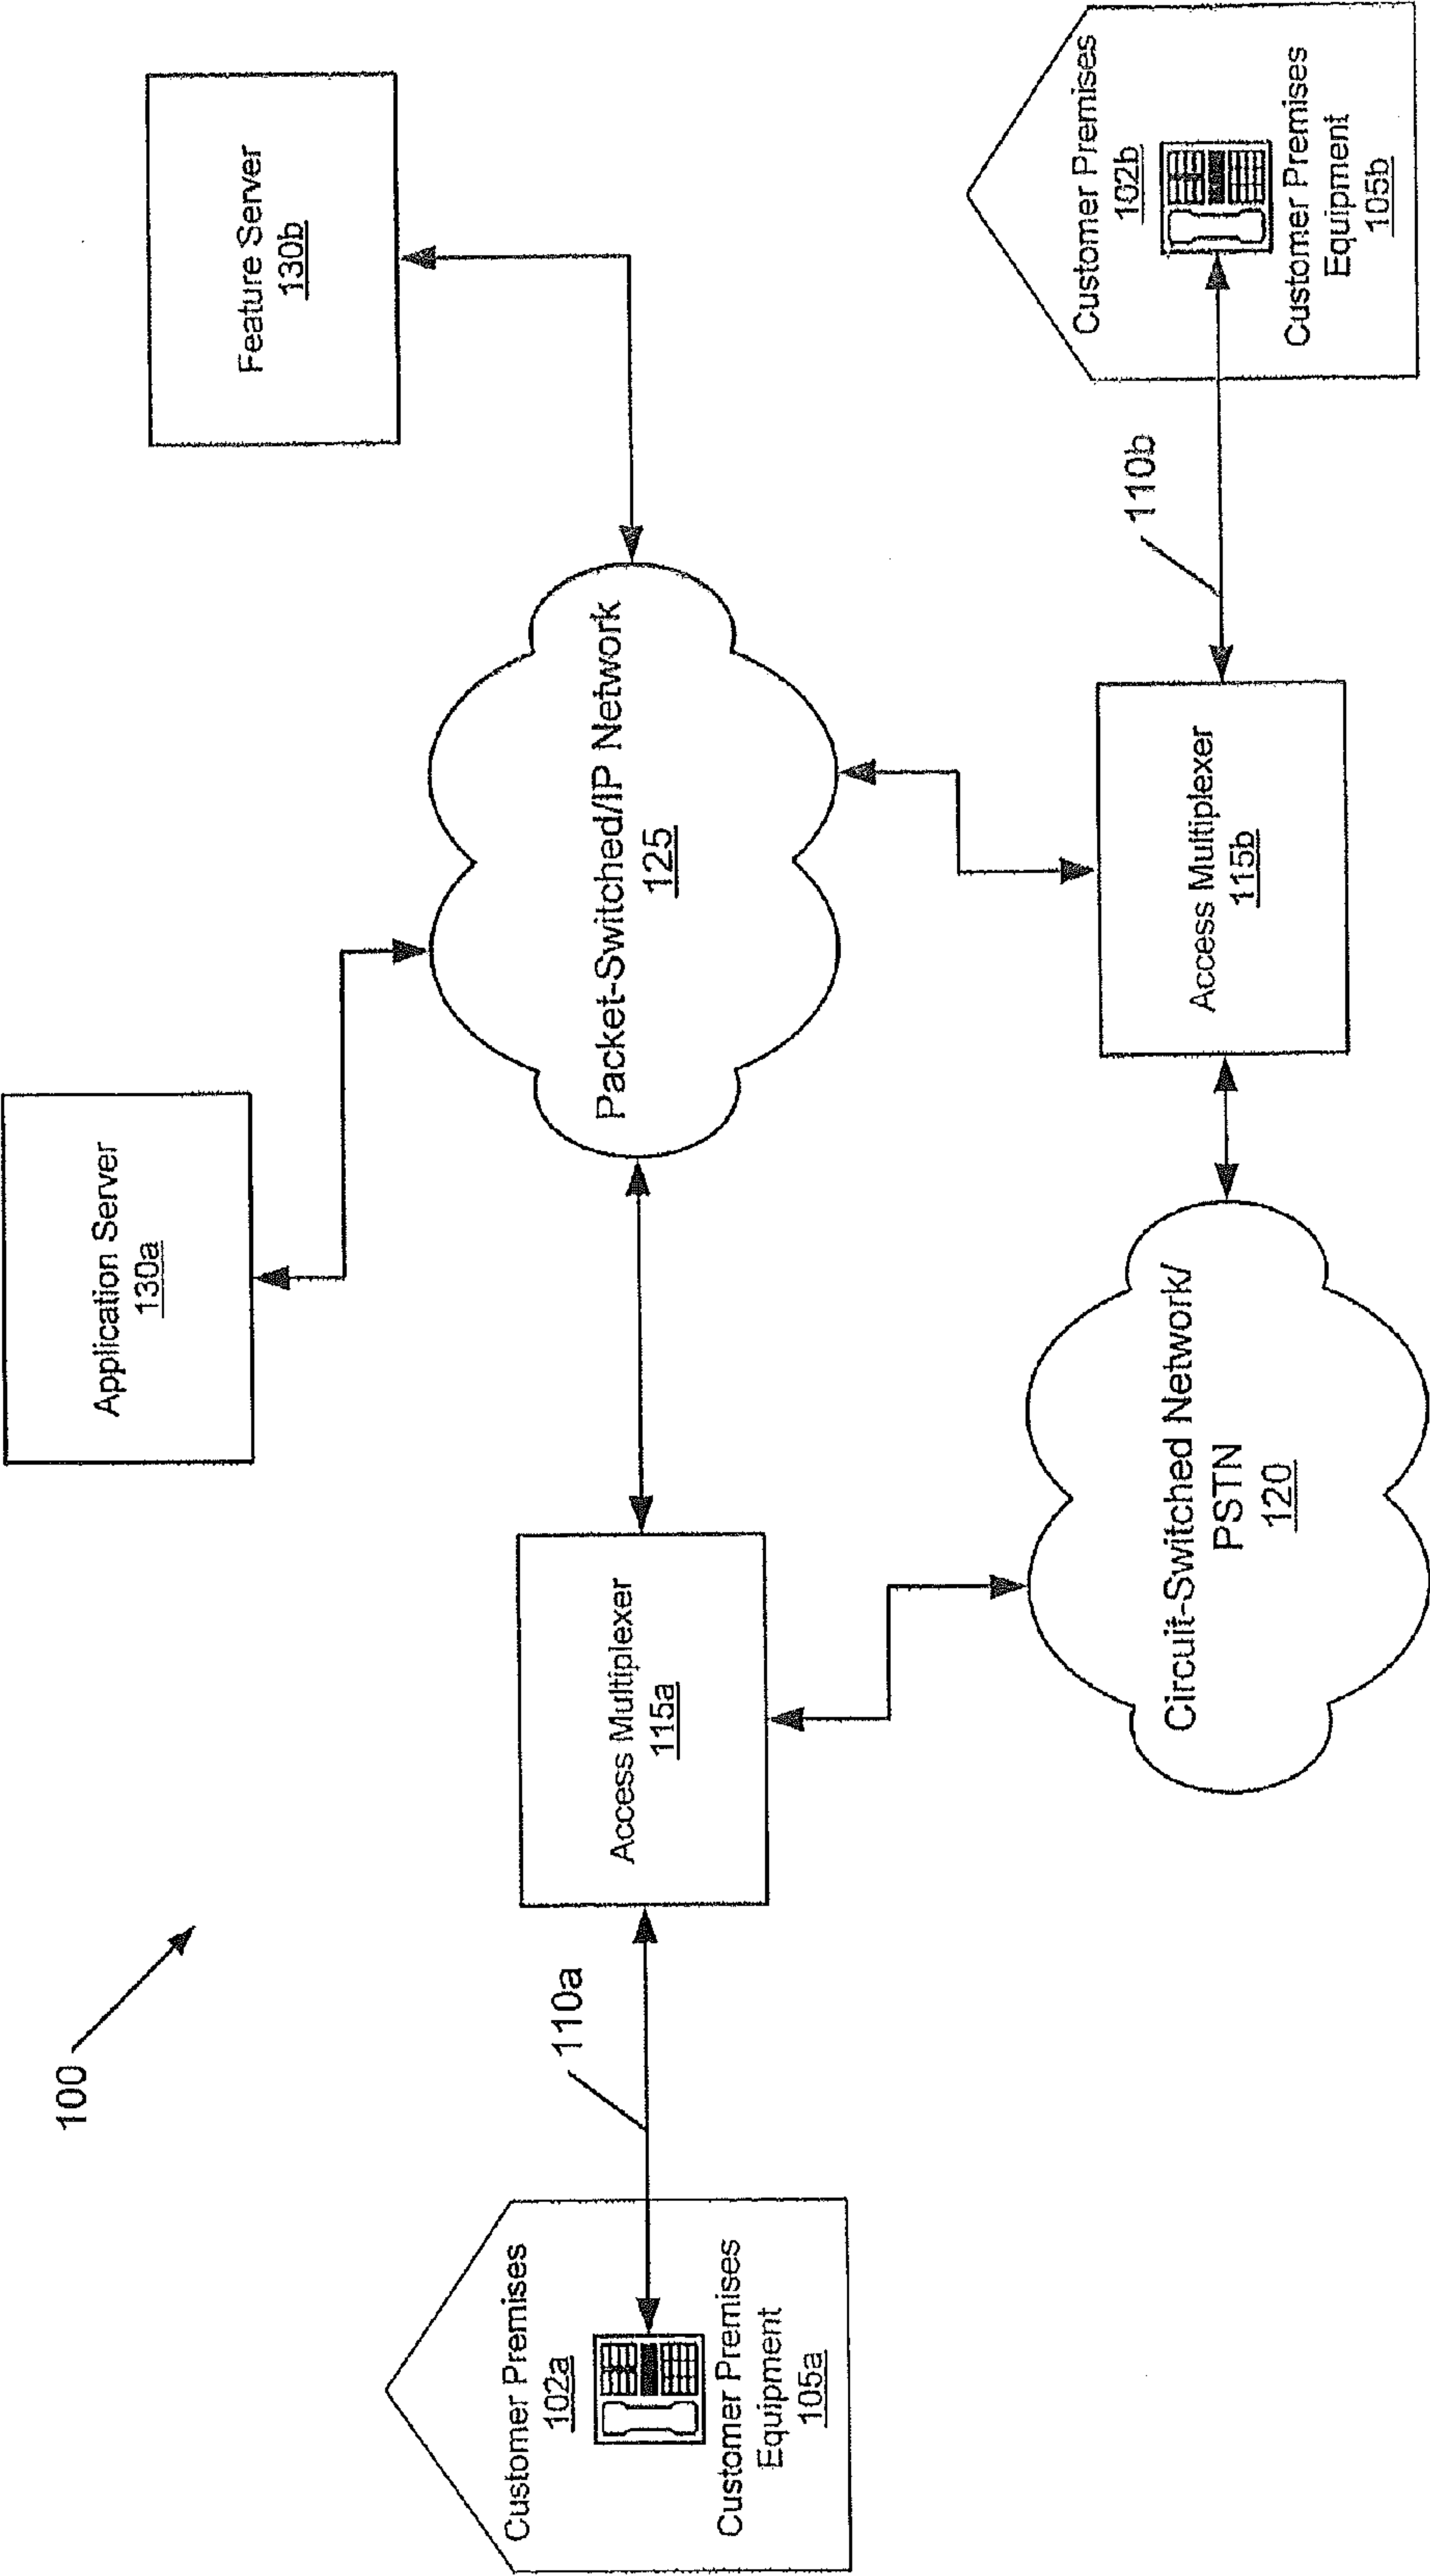 100
Application Server
130a
Feature Server
130b
Customer Premises
102a
Customer Premises
Equipment
105a
110a
Access Multiplexer
115a
Packet-Switched/IP Network
125
Circuit-Switched Network/
PSTN
120
Access Multiplexer
115b
110b
Customer Premises
102b
Customer Premises
Equipment
105b